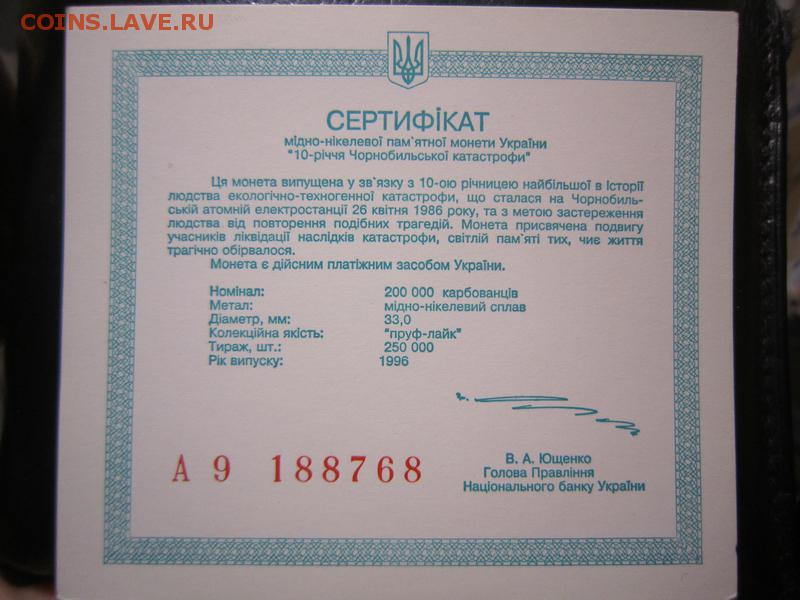 COINS.LAVE.RU
СЕРТИФІКАТ
мідно-нікелевої пам`ятної монети України
"10-річчя Чорнобильської катастрофи"
Ця монета випущена у зв`язку з 10-ою річницею найбільшої в історії
людства екологічно-техногенної катастрофи, що сталася на Чорнобиль-
ській атомній електростанції 26 квітня 1986 року, та з метою застереження
людства від повторення подібних трагедій. Монета присвячена подвигу
учасників ліквідації наслідків катастрофи, світлій пам`яті тих, чиє життя
трагічно обірвалося.
Монета є дійсним платіжним засобом України.
Номінал: 200 000 карбованців
Метал: мідно-нікелевий сплав
Діаметр, мм: 33,0
Колекційна якість: "пруф-лайк"
Тираж, шт.: 250 000
Рік випуску: 1996
А 9 188768
В. А. Ющенко
Голова Правління
Національного банку України